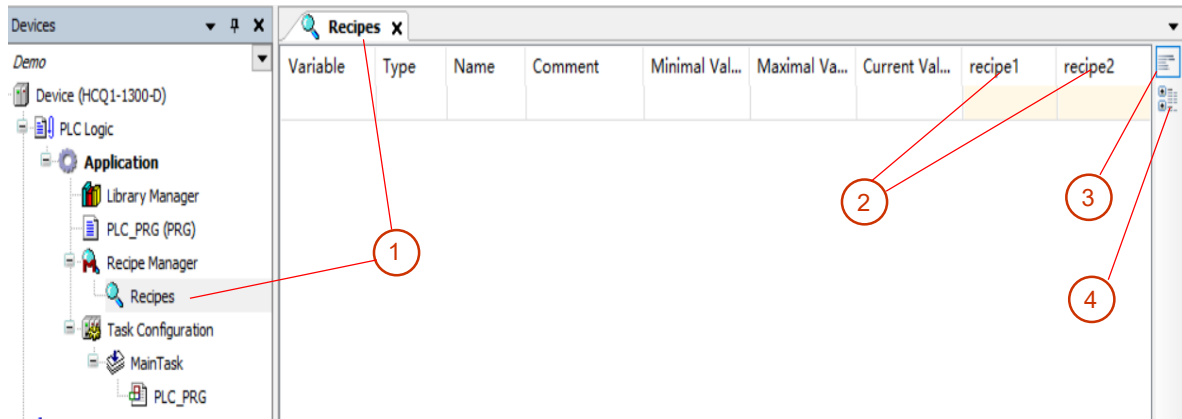 Devices
Demo
Device (HCQ1-1300-D)
PLC Logic
Application
Library Manager
PLC_PRG (PRG)
Recipe Manager
Recipes
Task Configuration
MainTask
PLC_PRG
Recipes
Variable Type Name Comment Minimal Val... Maximal Va... Current Val... recipe1 recipe2
1
2
3
4